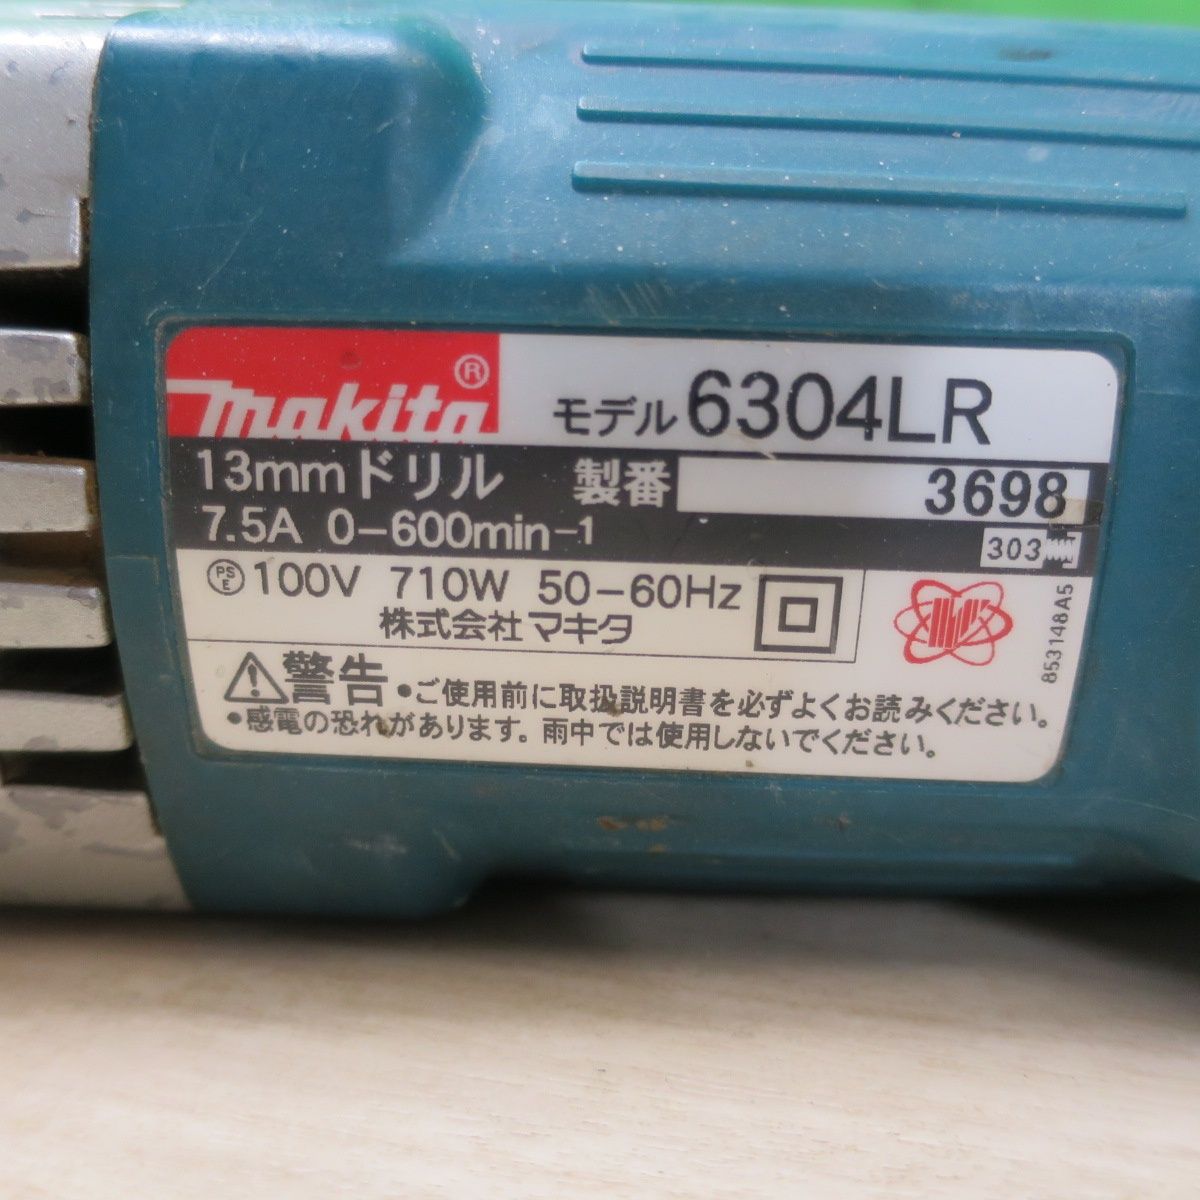 makita®
モデル 6304LR
13mmドリル 製番 3698
7.5A 0-600min-1
303
PSE 100V 710W 50-60Hz
株式会社 マキタ
853148A5
警告 ●ご使用前に取扱説明書を必ずよくお読みください。
●感電の恐れがあります。雨中では使用しないでください。